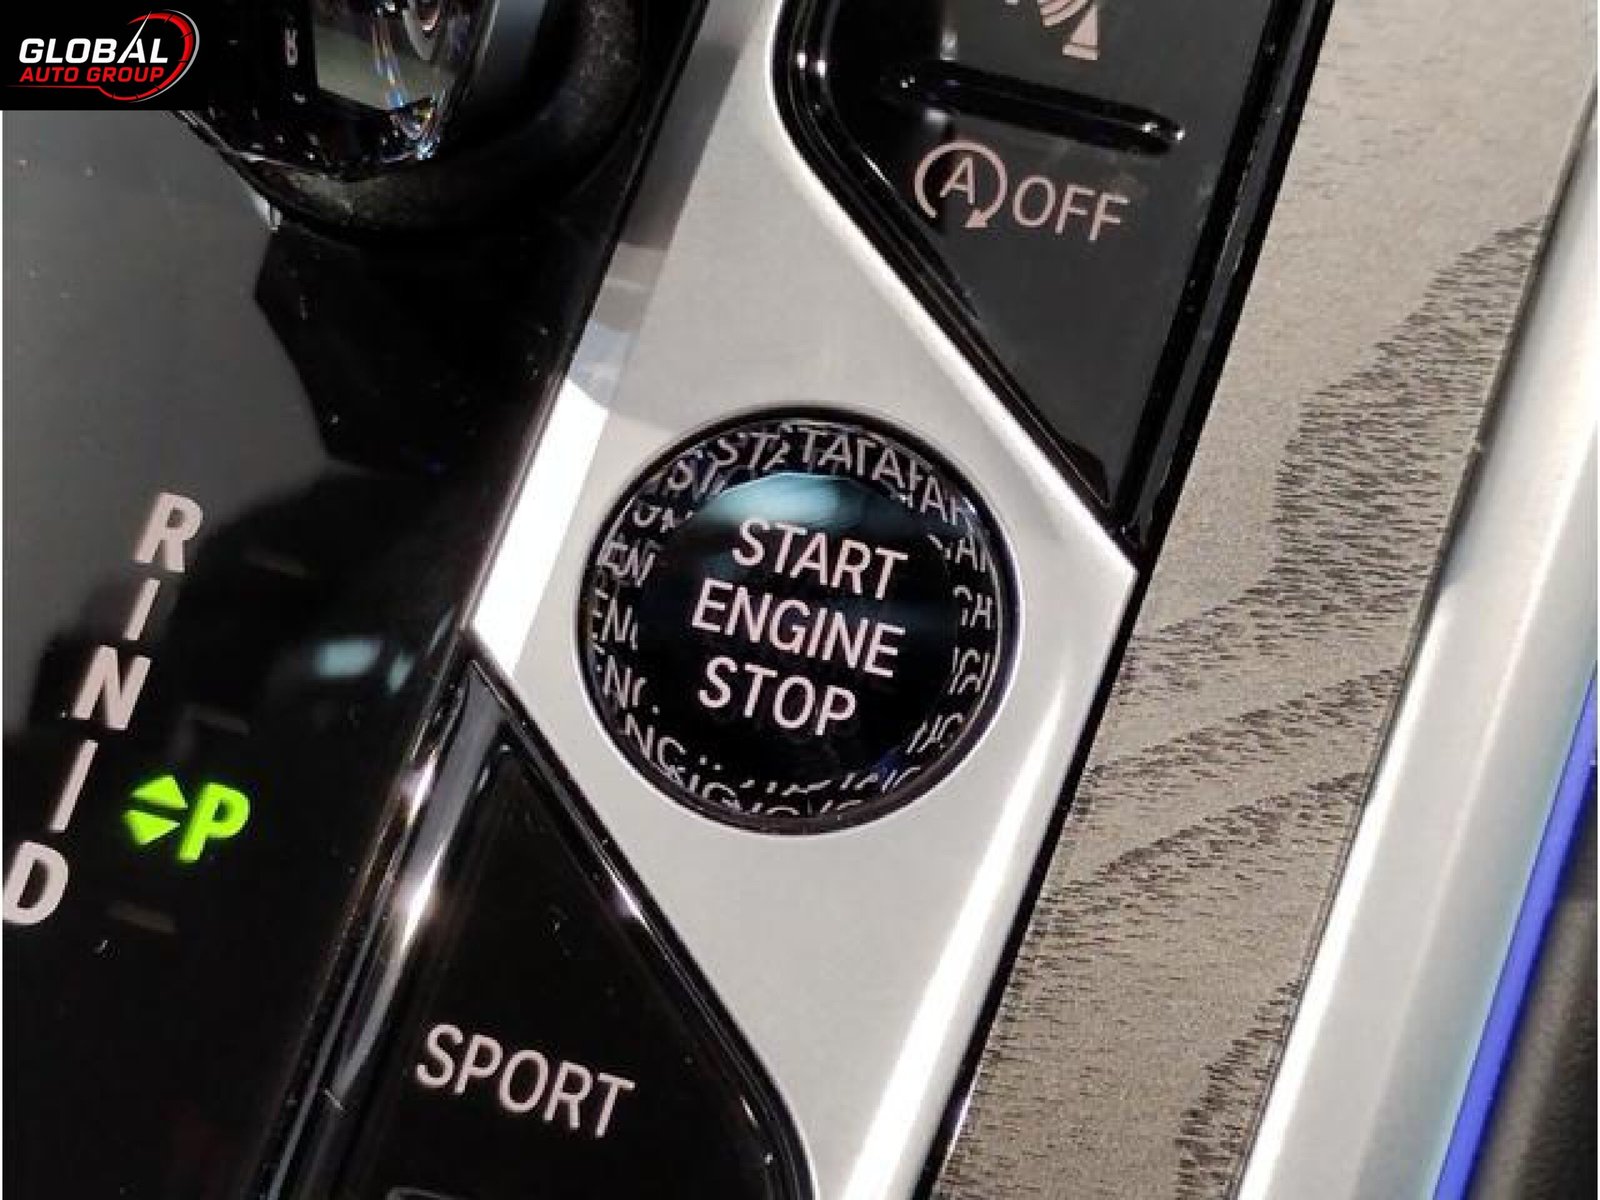 GLOBAL
AUTO GROUP
A OFF
START
ENGINE
STOP
R
N
D
P
SPORT